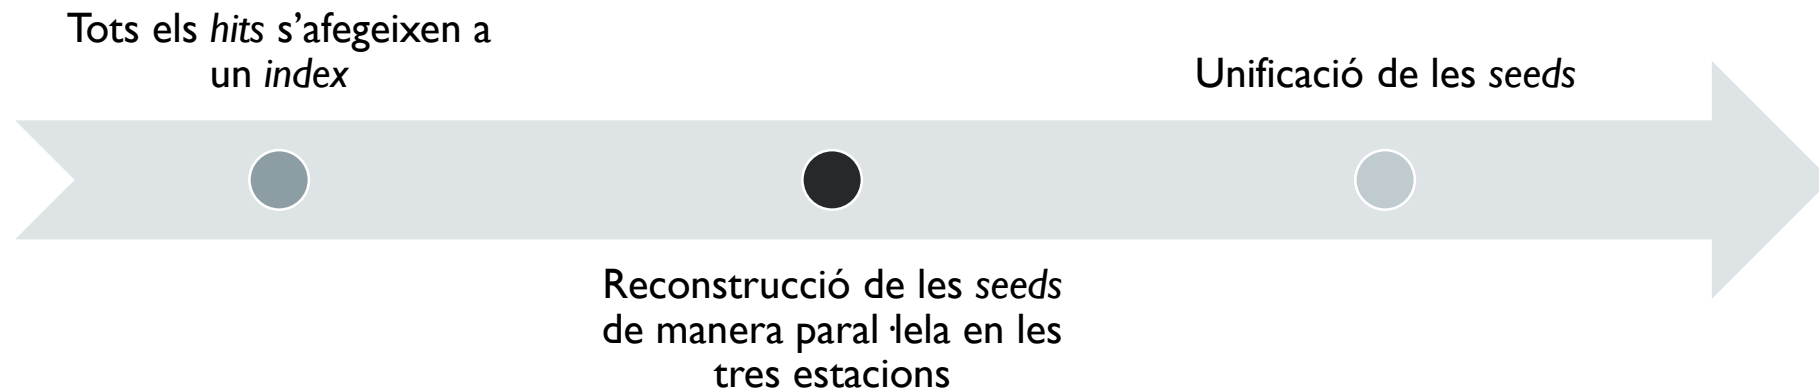 Tots els hits s’afegeixen a
un index
Reconstrucció de les seeds
de manera paral·lela en les
tres estacions
Unificació de les seeds